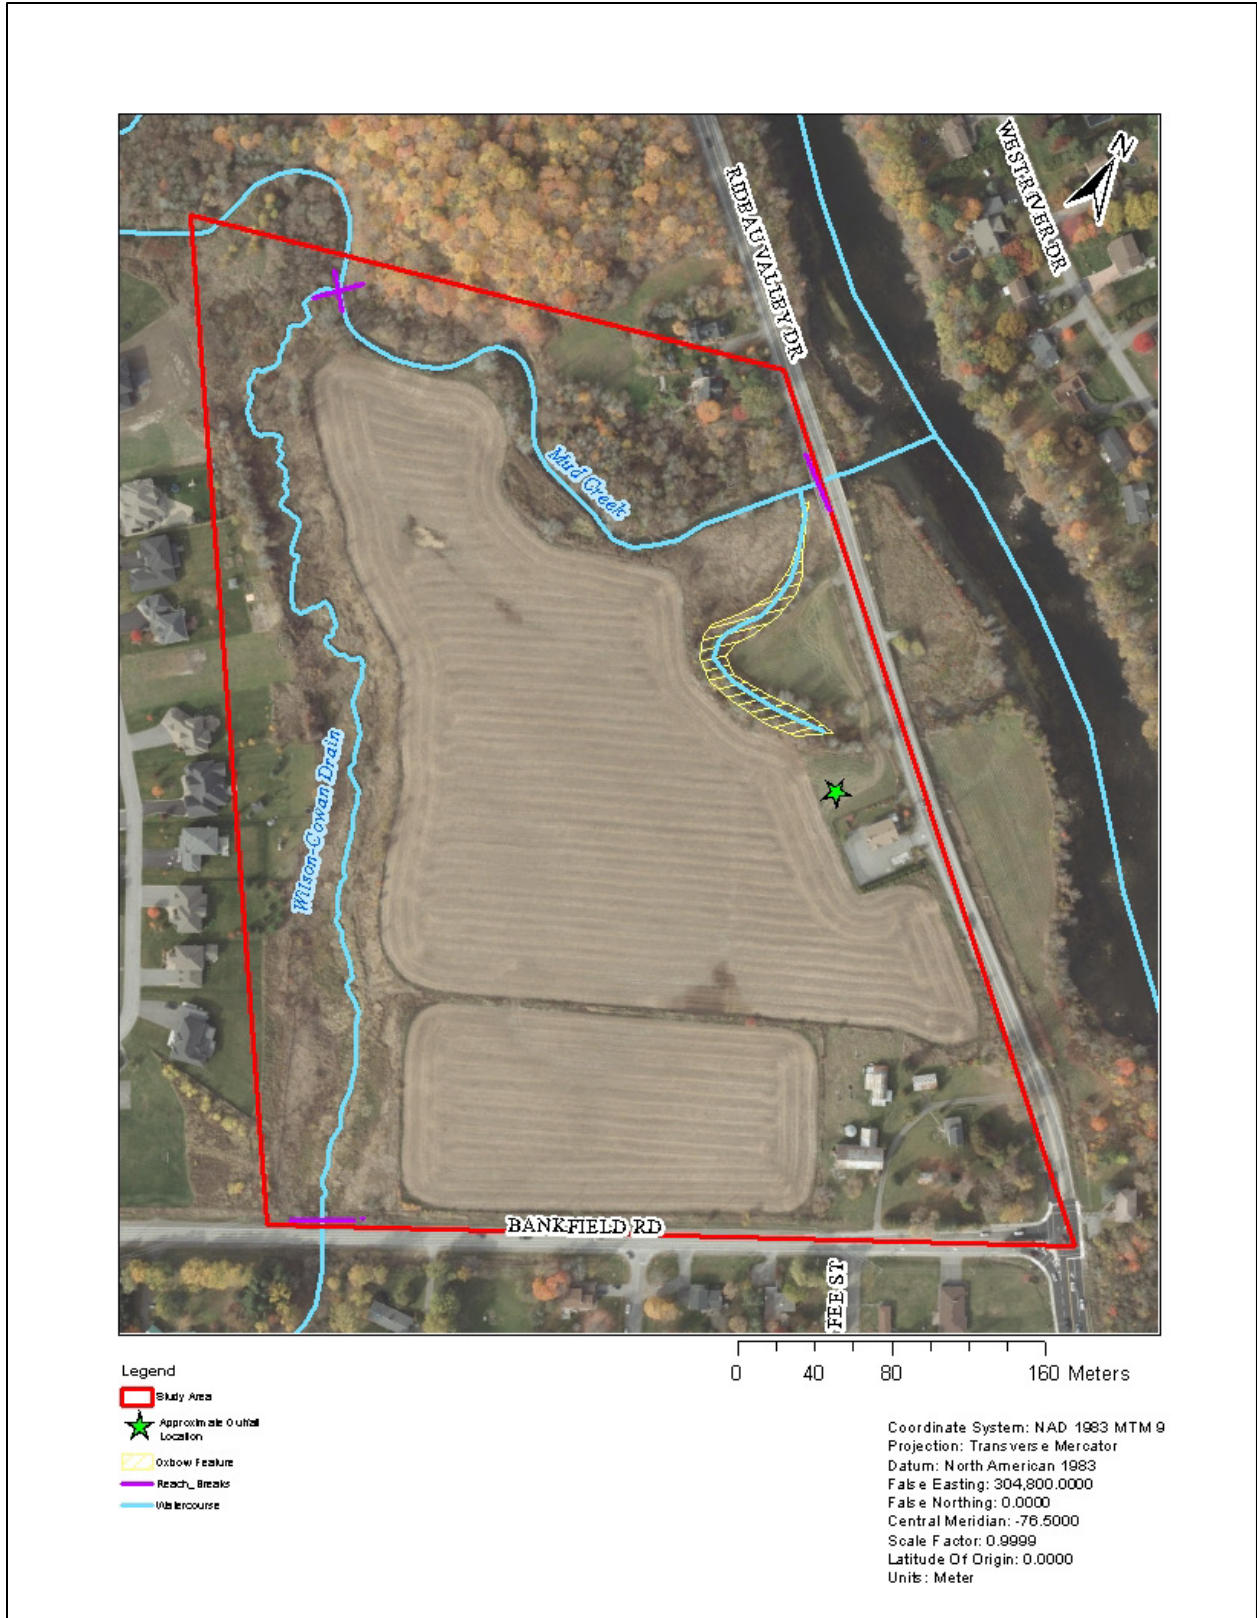 N
WEST RIVER DR
RIDEAU VALLEY DR
Mud Creek
Wilson-Cowan Drain
BANKFIELD RD
FEE ST
0 40 80 160 Meters
Legend
Study Area
Approximate Outfall
Location
Oxbow Feature
Reach_Breaks
Watercourse
Coordinate System: NAD 1983 MTM 9
Projection: Transverse Mercator
Datum: North American 1983
False Easting: 304,800.0000
False Northing: 0.0000
Central Meridian: -76.5000
Scale Factor: 0.9999
Latitude Of Origin: 0.0000
Units: Meter